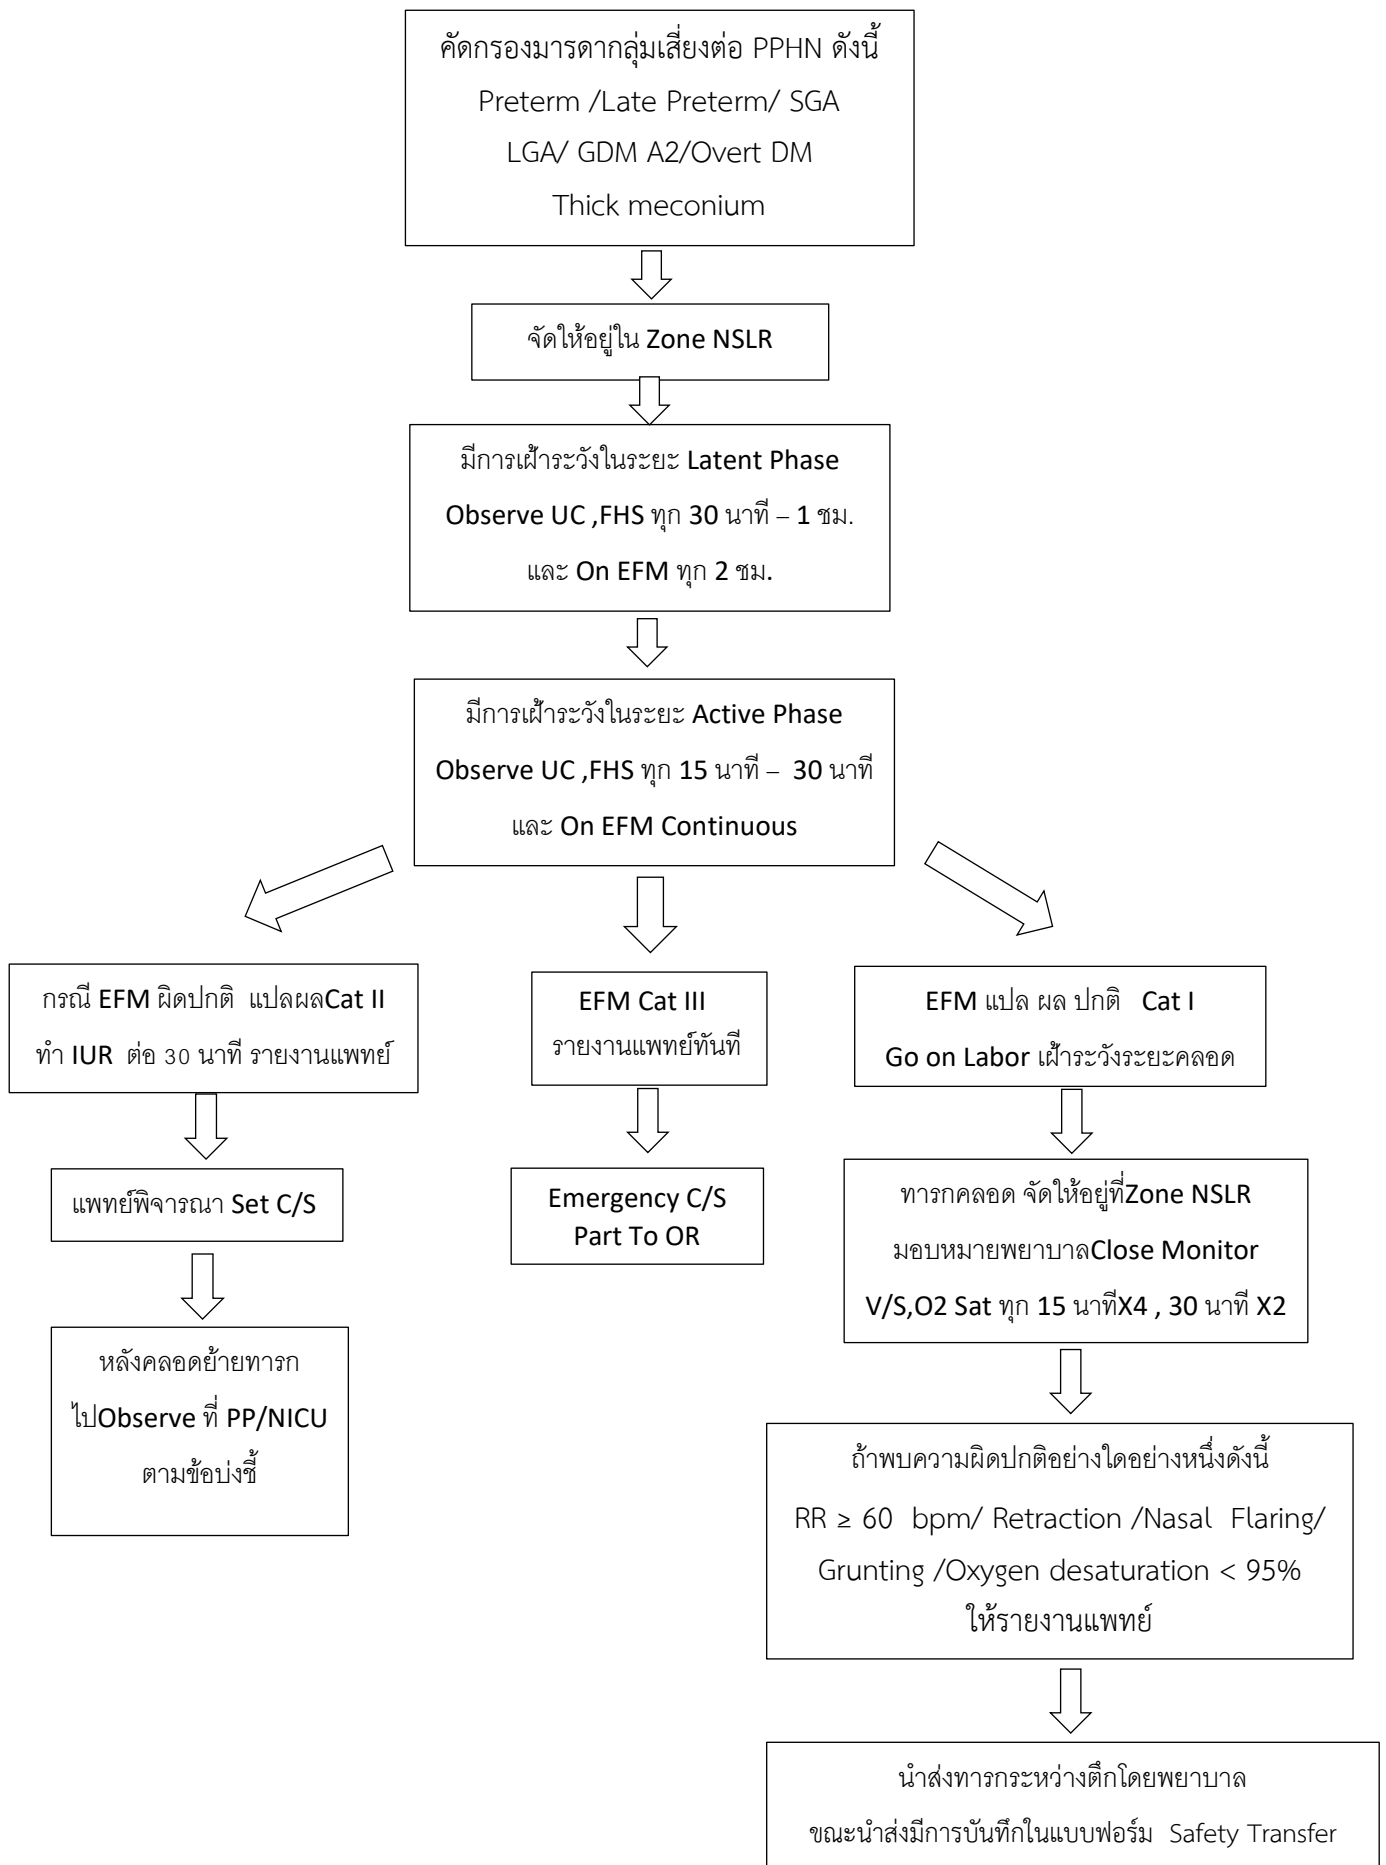 คัดกรองมารดากลุ่มเสี่ยงต่อ PPHN ดังนี้
Preterm /Late Preterm/ SGA
LGA/ GDM A2/Overt DM
Thick meconium
จัดให้อยู่ใน Zone NSLR
มีการเฝ้าระวังในระยะ Latent Phase
Observe UC ,FHS ทุก 30 นาที – 1 ชม.
และ On EFM ทุก 2 ชม.
มีการเฝ้าระวังในระยะ Active Phase
Observe UC ,FHS ทุก 15 นาที – 30 นาที
และ On EFM Continuous
กรณี EFM ผิดปกติ แปลผลCat II
ทำ IUR ต่อ 30 นาที รายงานแพทย์
แพทย์พิจารณา Set C/S
หลังคลอดย้ายทารก
ไปObserve ที่ PP/NICU
ตามข้อบ่งชี้
EFM Cat III
รายงานแพทย์ทันที
Emergency C/S
Part To OR
EFM แปล ผล ปกติ Cat I
Go on Labor เฝ้าระวังระยะคลอด
ทารกคลอด จัดให้อยู่ที่Zone NSLR
มอบหมายพยาบาลClose Monitor
V/S,O2 Sat ทุก 15 นาทีX4 , 30 นาที X2
ถ้าพบความผิดปกติอย่างใดอย่างหนึ่งดังนี้
RR ≥ 60 bpm/ Retraction /Nasal Flaring/
Grunting /Oxygen desaturation < 95%
ให้รายงานแพทย์
นำส่งทารกระหว่างตึกโดยพยาบาล
ขณะนำส่งมีการบันทึกในแบบฟอร์ม Safety Transfer